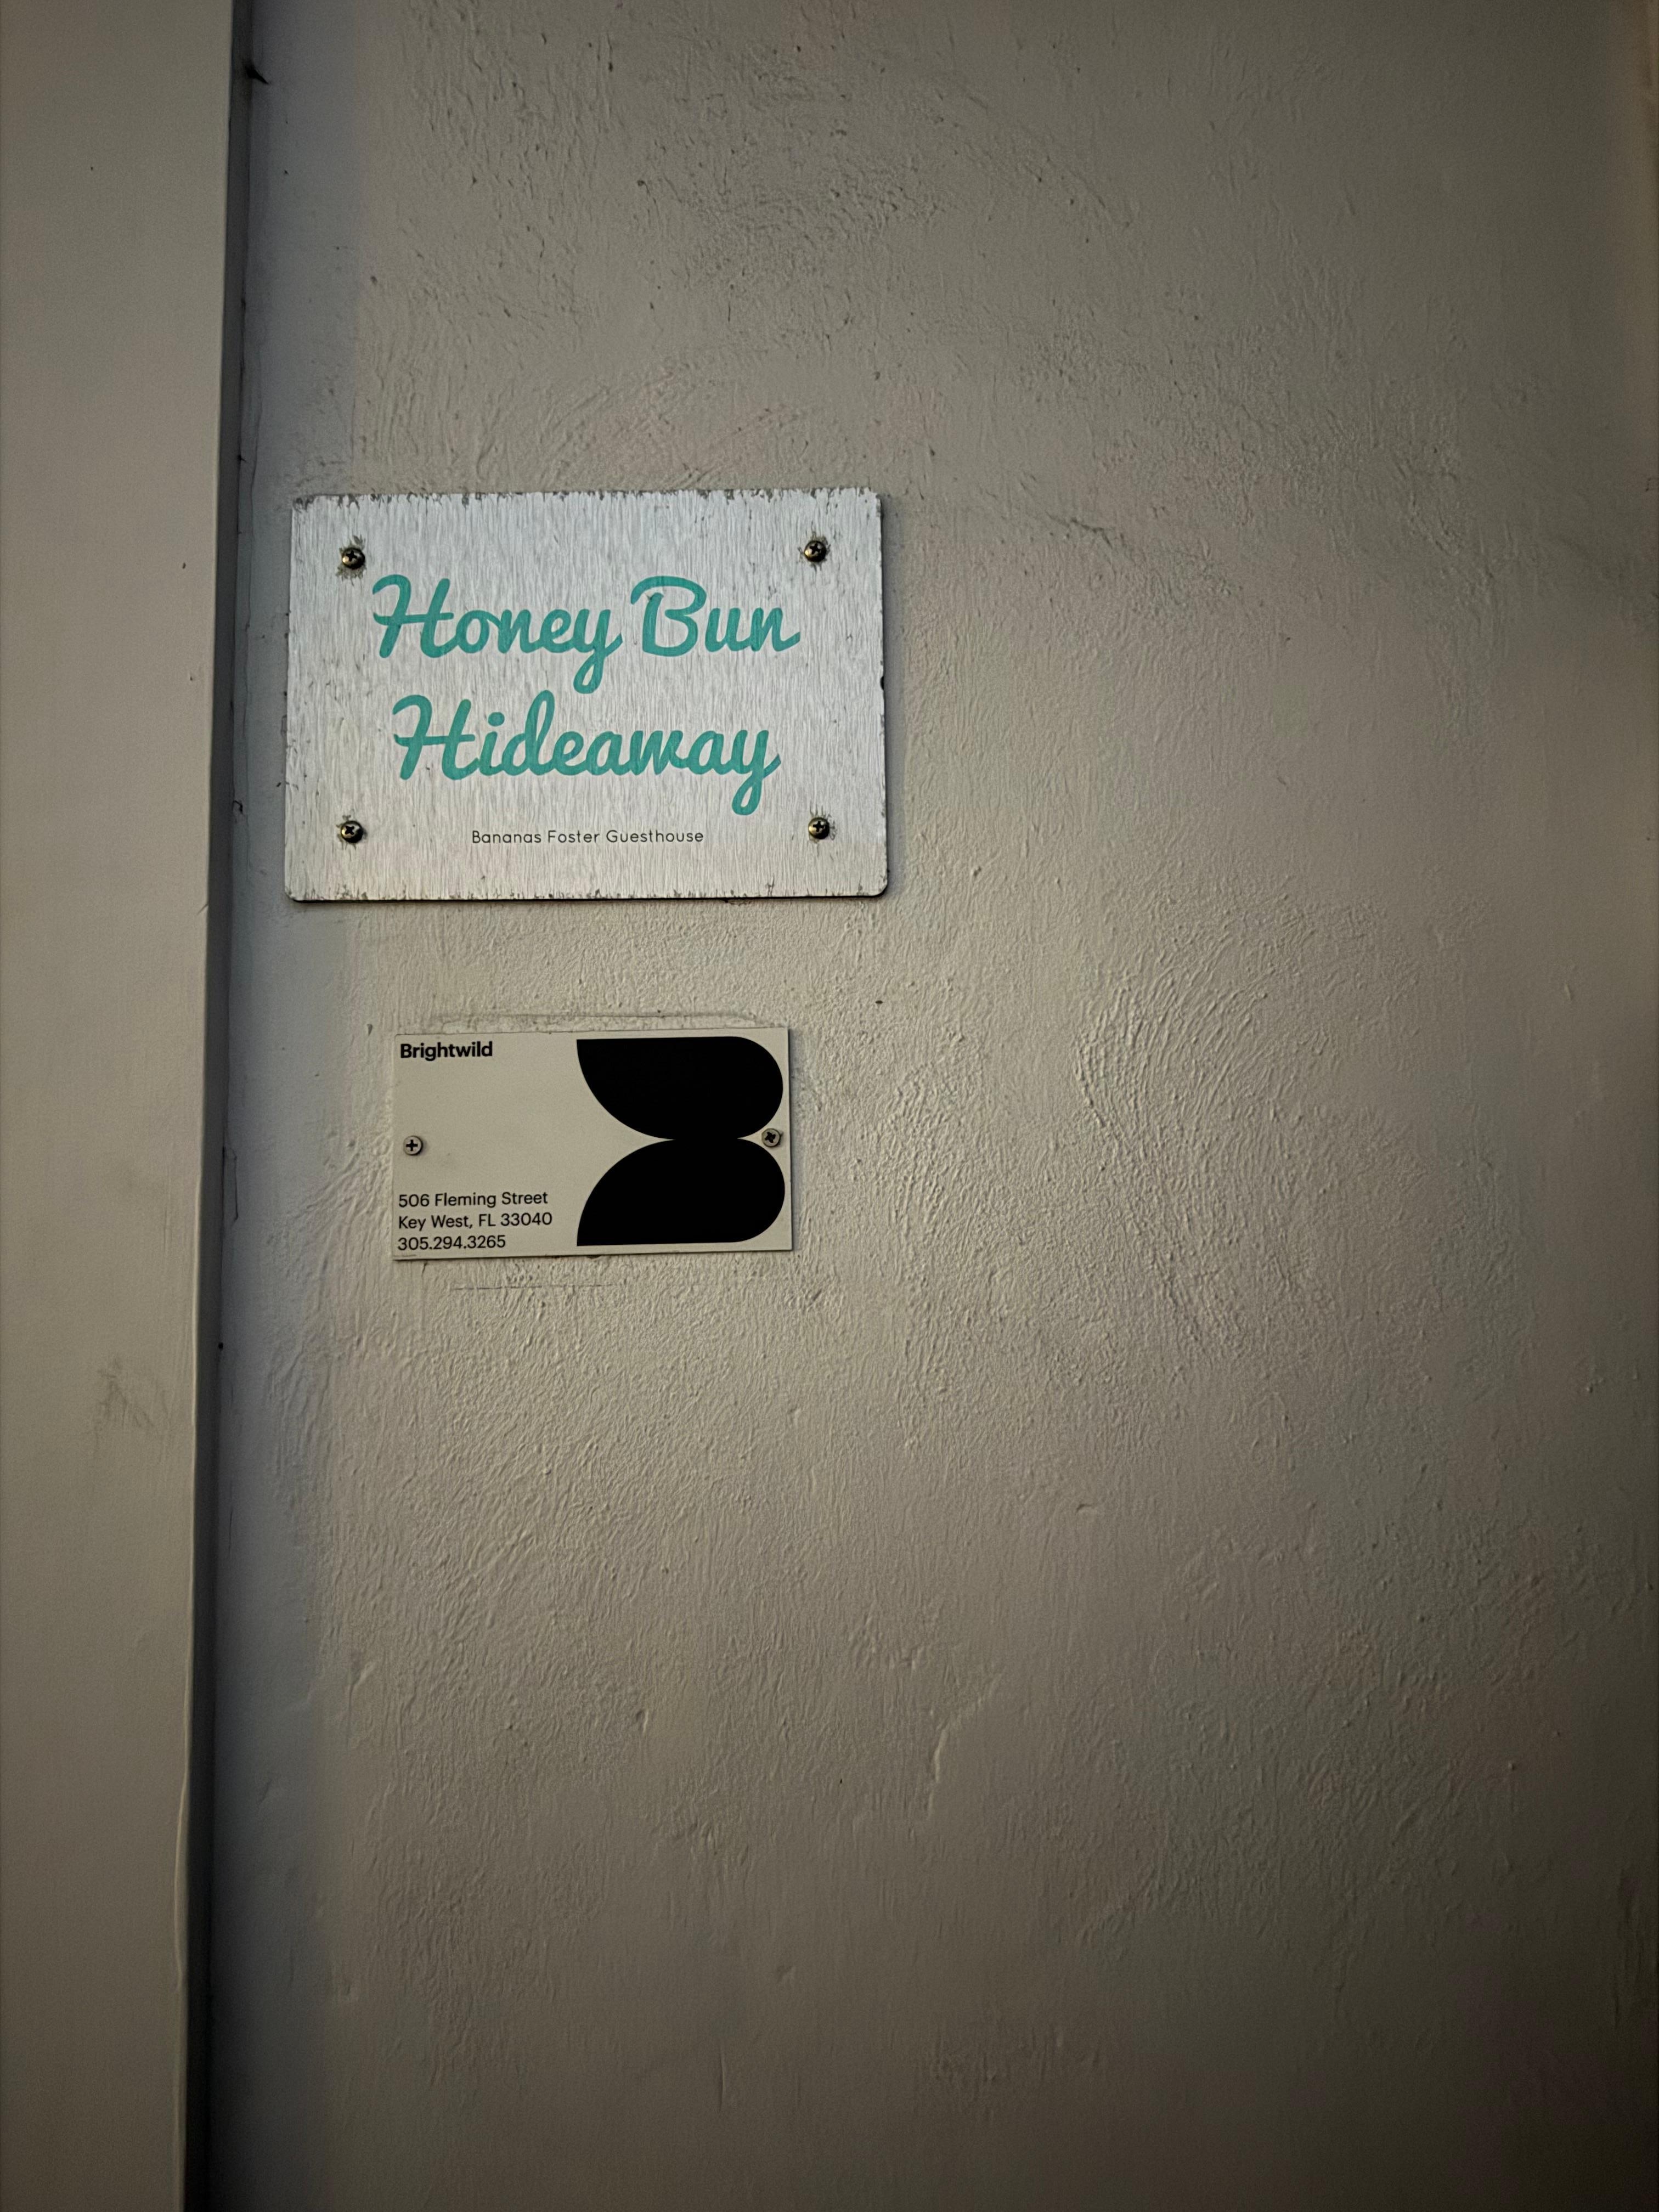 Honey Bun
Hideaway
Bananas Foster Guesthouse
Brightwild
506 Fleming Street
Key West, FL 33040
305.294.3265